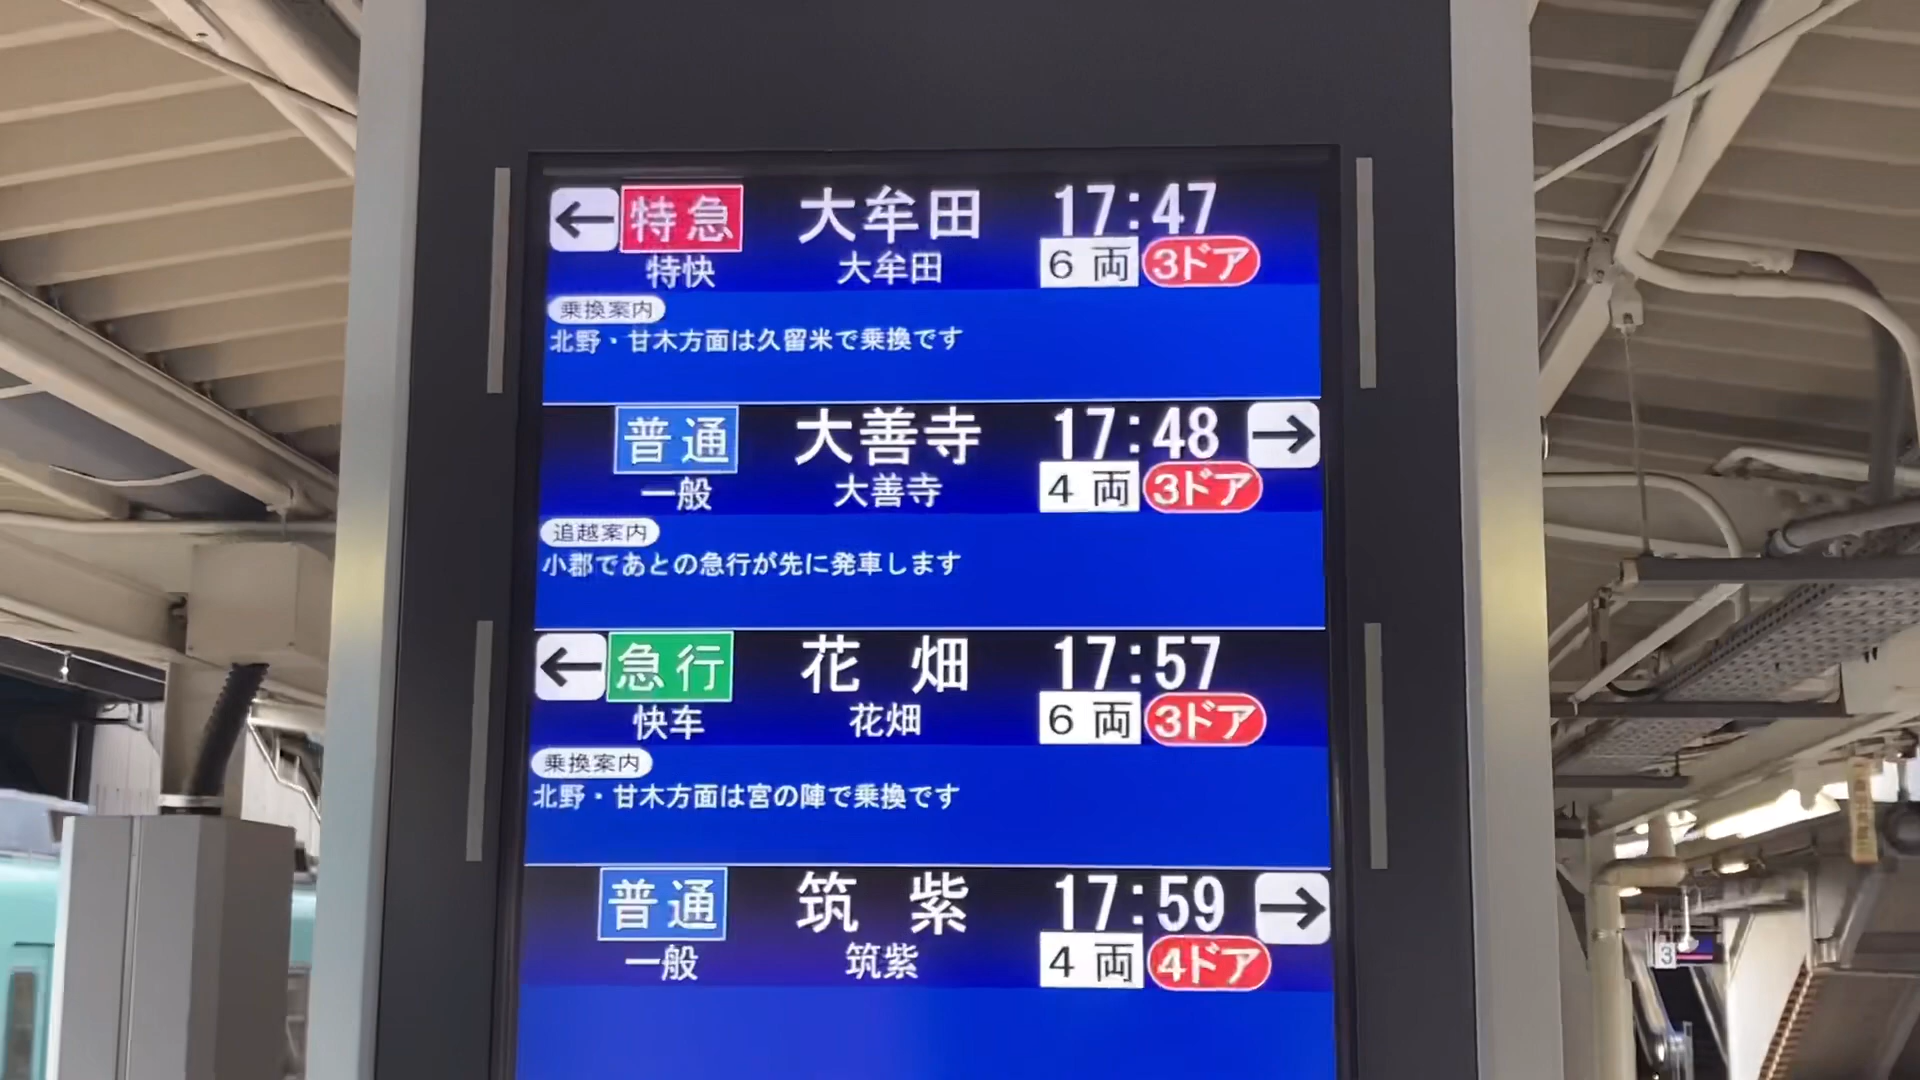 ← 特急 大牟田 17:47
特快 大牟田 6両 3ドア
乗換案内
北野・甘木方面は久留米で乗換です
普通 大善寺 17:48 →
一般 大善寺 4両 3ドア
追越案内
小郡であとの急行が先に発車します
← 急行 花畑 17:57
快车 花畑 6両 3ドア
乗換案内
北野・甘木方面は宮の陣で乗換です
普通 筑紫 17:59 →
一般 筑紫 4両 4ドア
3